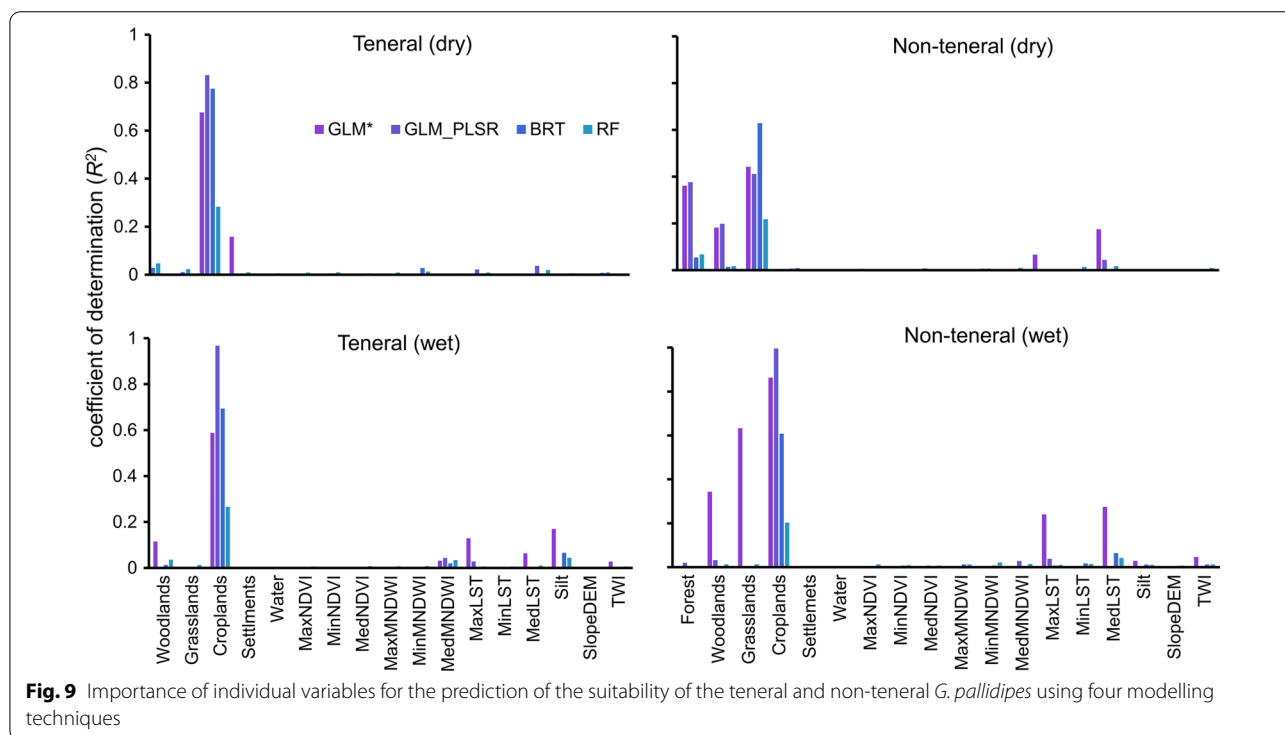 Teneral (dry)
Non-teneral (dry)
coefficient of determination (R²)
1
0.8
0.6
0.4
0.2
0
GLM* GLM_PLSR BRT RF
Teneral (wet)
Non-teneral (wet)
1
0.8
0.6
0.4
0.2
0
Woodlands
Grasslands
Croplands
Settlments
Water
MaxNDVI
MinNDVI
MedNDVI
MaxMNDWI
MinMNDWI
MedMNDWI
MaxLST
MinLST
MedLST
Silt
SlopeDEM
TWI
Forest
Woodlands
Grasslands
Croplands
Settlemets
Water
MaxNDVI
MinNDVI
MedNDVI
MaxMNDWI
MinMNDWI
MedMNDWI
MaxLST
MinLST
MedLST
Silt
SlopeDEM
TWI
Fig. 9 Importance of individual variables for the prediction of the suitability of the teneral and non-teneral G. pallidipes using four modelling
techniques